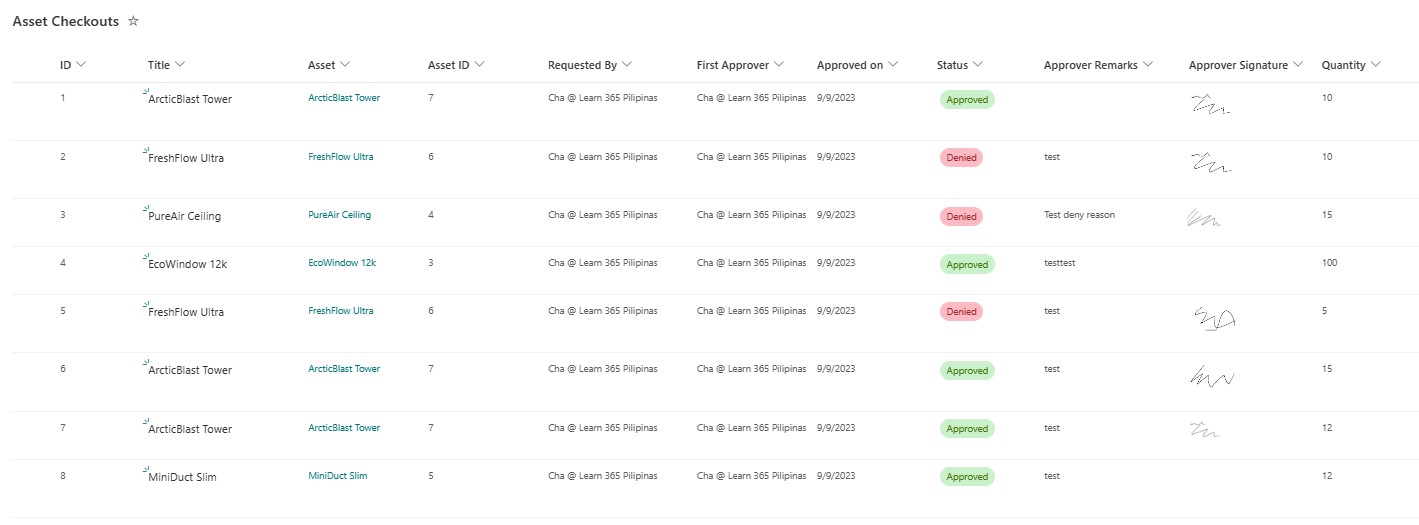 Asset Checkouts
ID Title Asset Asset ID Requested By First Approver Approved on Status Approver Remarks Approver Signature Quantity
1 ArcticBlast Tower ArcticBlast Tower 7 Cha @ Learn 365 Pilipinas Cha @ Learn 365 Pilipinas 9/9/2023 Approved 10
2 FreshFlow Ultra FreshFlow Ultra 6 Cha @ Learn 365 Pilipinas Cha @ Learn 365 Pilipinas 9/9/2023 Denied test 10
3 PureAir Ceiling PureAir Ceiling 4 Cha @ Learn 365 Pilipinas Cha @ Learn 365 Pilipinas 9/9/2023 Denied Test deny reason 15
4 EcoWindow 12k EcoWindow 12k 3 Cha @ Learn 365 Pilipinas Cha @ Learn 365 Pilipinas 9/9/2023 Approved testtest 100
5 FreshFlow Ultra FreshFlow Ultra 6 Cha @ Learn 365 Pilipinas Cha @ Learn 365 Pilipinas 9/9/2023 Denied test 5
6 ArcticBlast Tower ArcticBlast Tower 7 Cha @ Learn 365 Pilipinas Cha @ Learn 365 Pilipinas 9/9/2023 Approved test 15
7 ArcticBlast Tower ArcticBlast Tower 7 Cha @ Learn 365 Pilipinas Cha @ Learn 365 Pilipinas 9/9/2023 Approved test 12
8 MiniDuct Slim MiniDuct Slim 5 Cha @ Learn 365 Pilipinas Cha @ Learn 365 Pilipinas 9/9/2023 Approved test 12